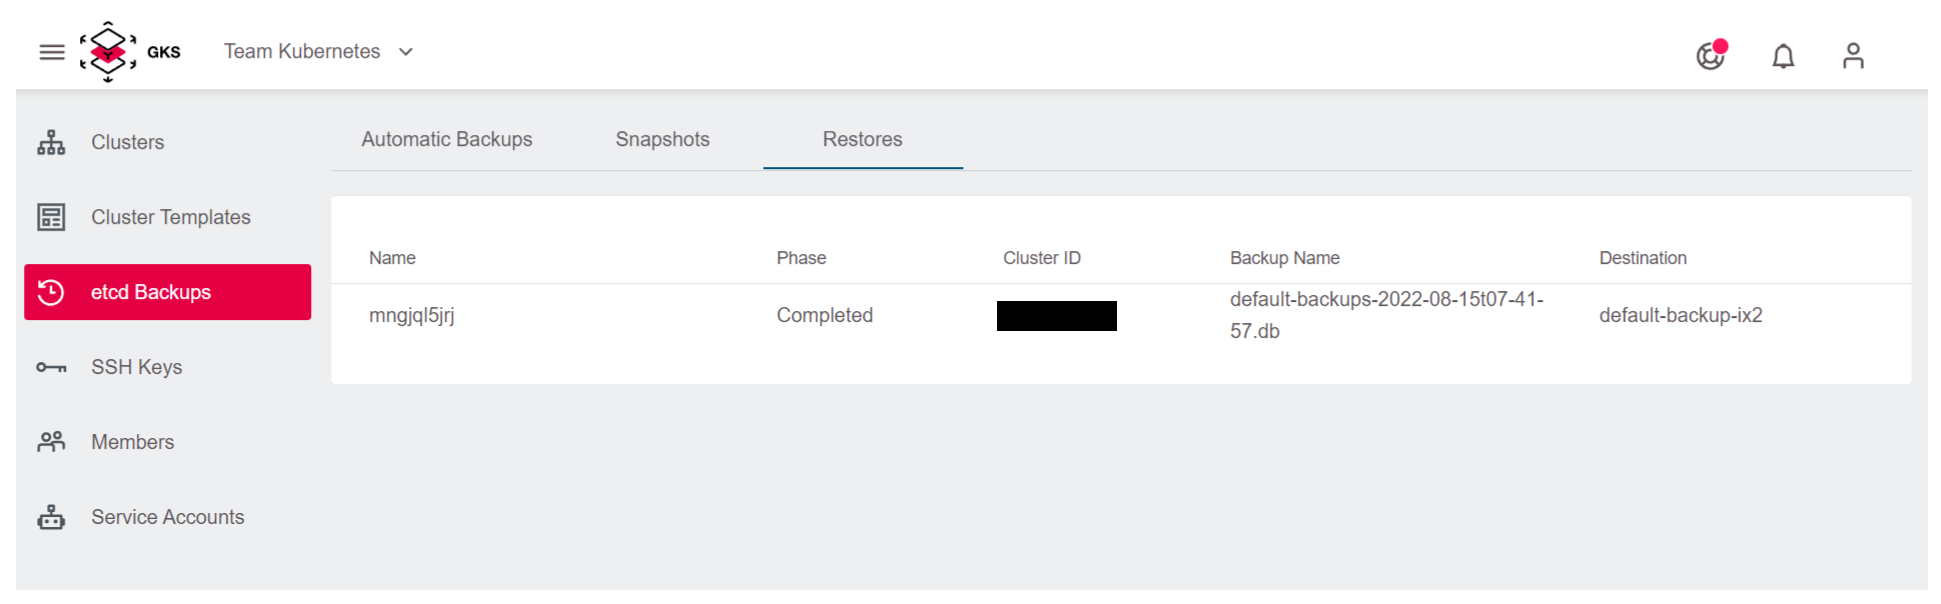 GKS
Team Kubernetes
Clusters
Cluster Templates
etcd Backups
SSH Keys
Members
Service Accounts
Automatic Backups Snapshots Restores
Name Phase Cluster ID Backup Name Destination
mngjql5jrj Completed default-backups-2022-08-15t07-41- default-backup-ix2
57.db